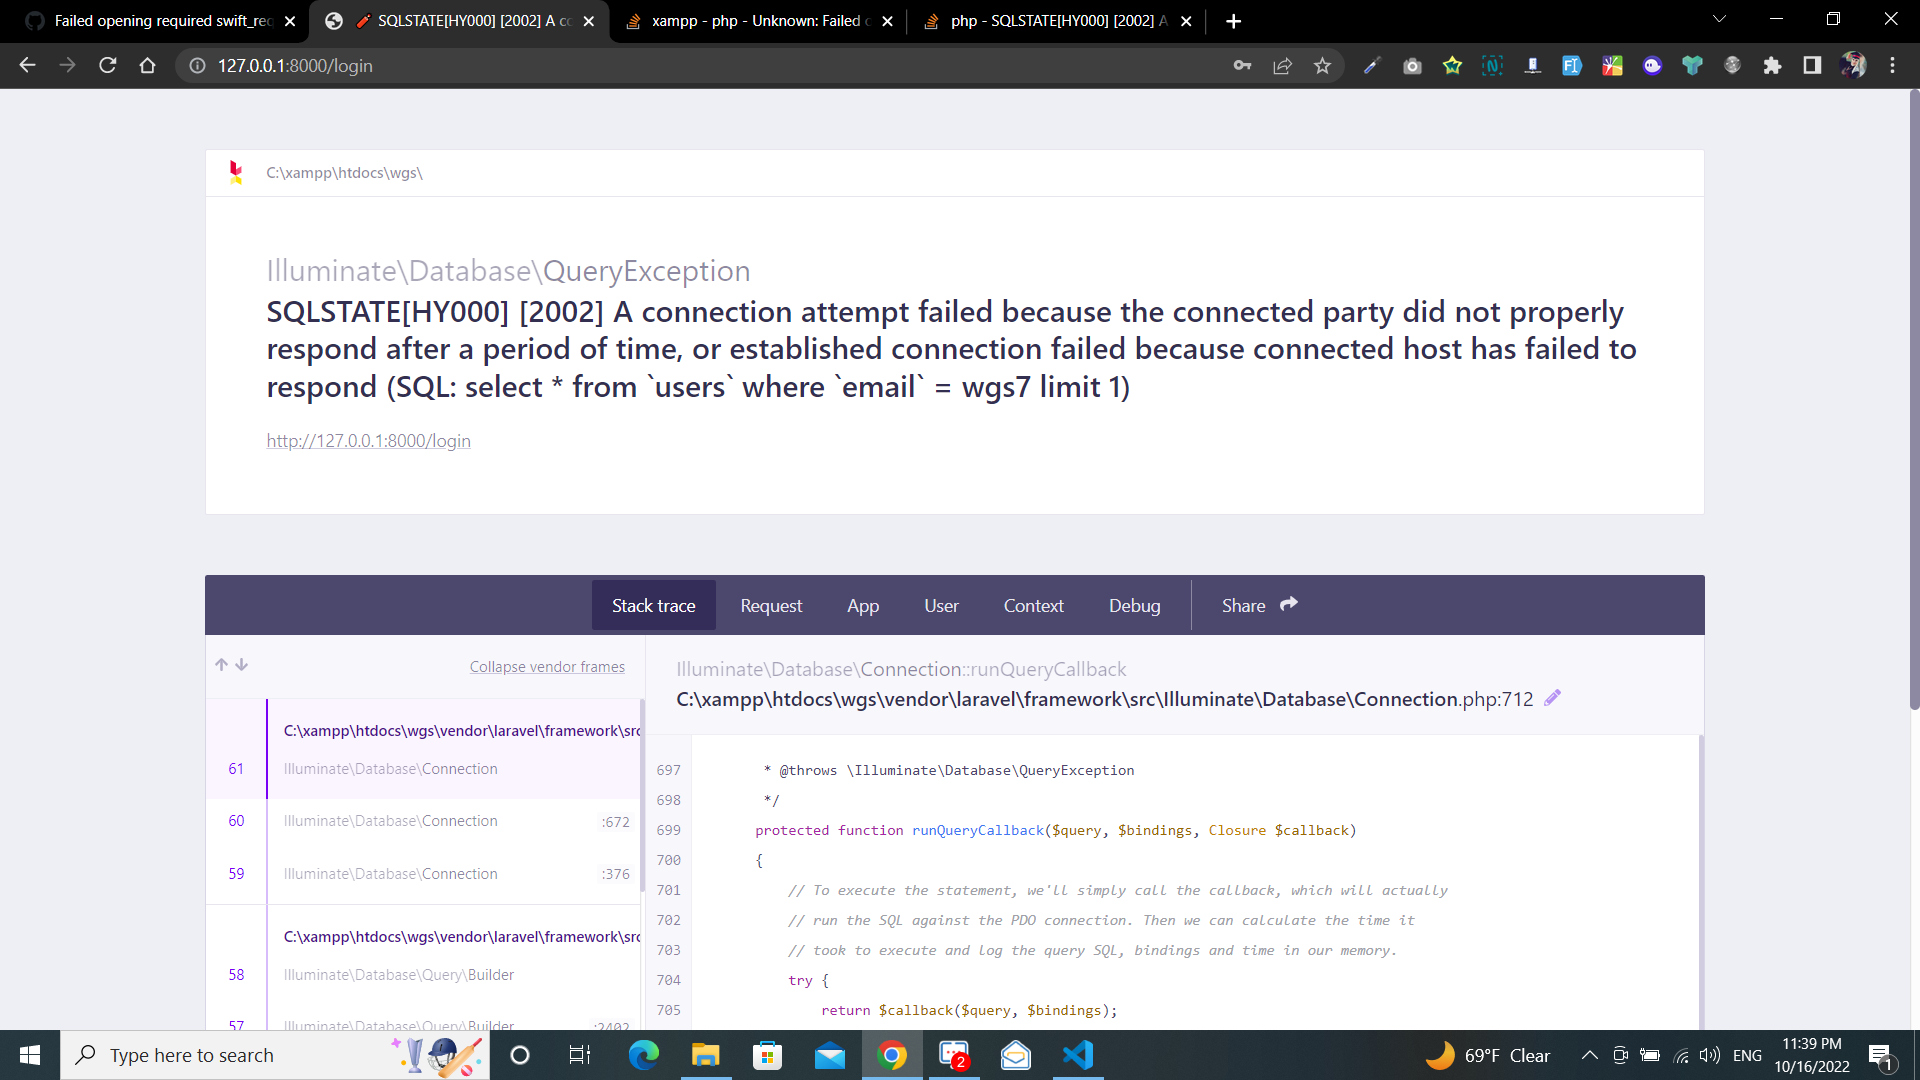 Failed opening required swift_req
SQLSTATE[HY000] [2002] A co
xampp - php - Unknown: Failed o
php - SQLSTATE[HY000] [2002] A
127.0.0.1:8000/login
C:\xampp\htdocs\wgs\
Illuminate\Database\QueryException
SQLSTATE[HY000] [2002] A connection attempt failed because the connected party did not properly
respond after a period of time, or established connection failed because connected host has failed to
respond (SQL: select * from `users` where `email` = wgs7 limit 1)
http://127.0.0.1:8000/login
Stack trace
Request
App
User
Context
Debug
Share
Collapse vendor frames
Illuminate\Database\Connection::runQueryCallback
C:\xampp\htdocs\wgs\vendor\laravel\framework\src\Illuminate\Database\Connection.php:712
C:\xampp\htdocs\wgs\vendor\laravel\framework\src
61 Illuminate\Database\Connection
60 Illuminate\Database\Connection :672
59 Illuminate\Database\Connection :376
C:\xampp\htdocs\wgs\vendor\laravel\framework\src
58 Illuminate\Database\Query\Builder
57 Illuminate\Database\Query\Builder :2402
697 * @throws \Illuminate\Database\QueryException
698 */
699 protected function runQueryCallback($query, $bindings, Closure $callback)
700 {
701 // To execute the statement, we'll simply call the callback, which will actually
702 // run the SQL against the PDO connection. Then we can calculate the time it
703 // took to execute and log the query SQL, bindings and time in our memory.
704 try {
705 return $callback($query, $bindings);
Type here to search
2
69°F Clear
ENG
11:39 PM
10/16/2022
1